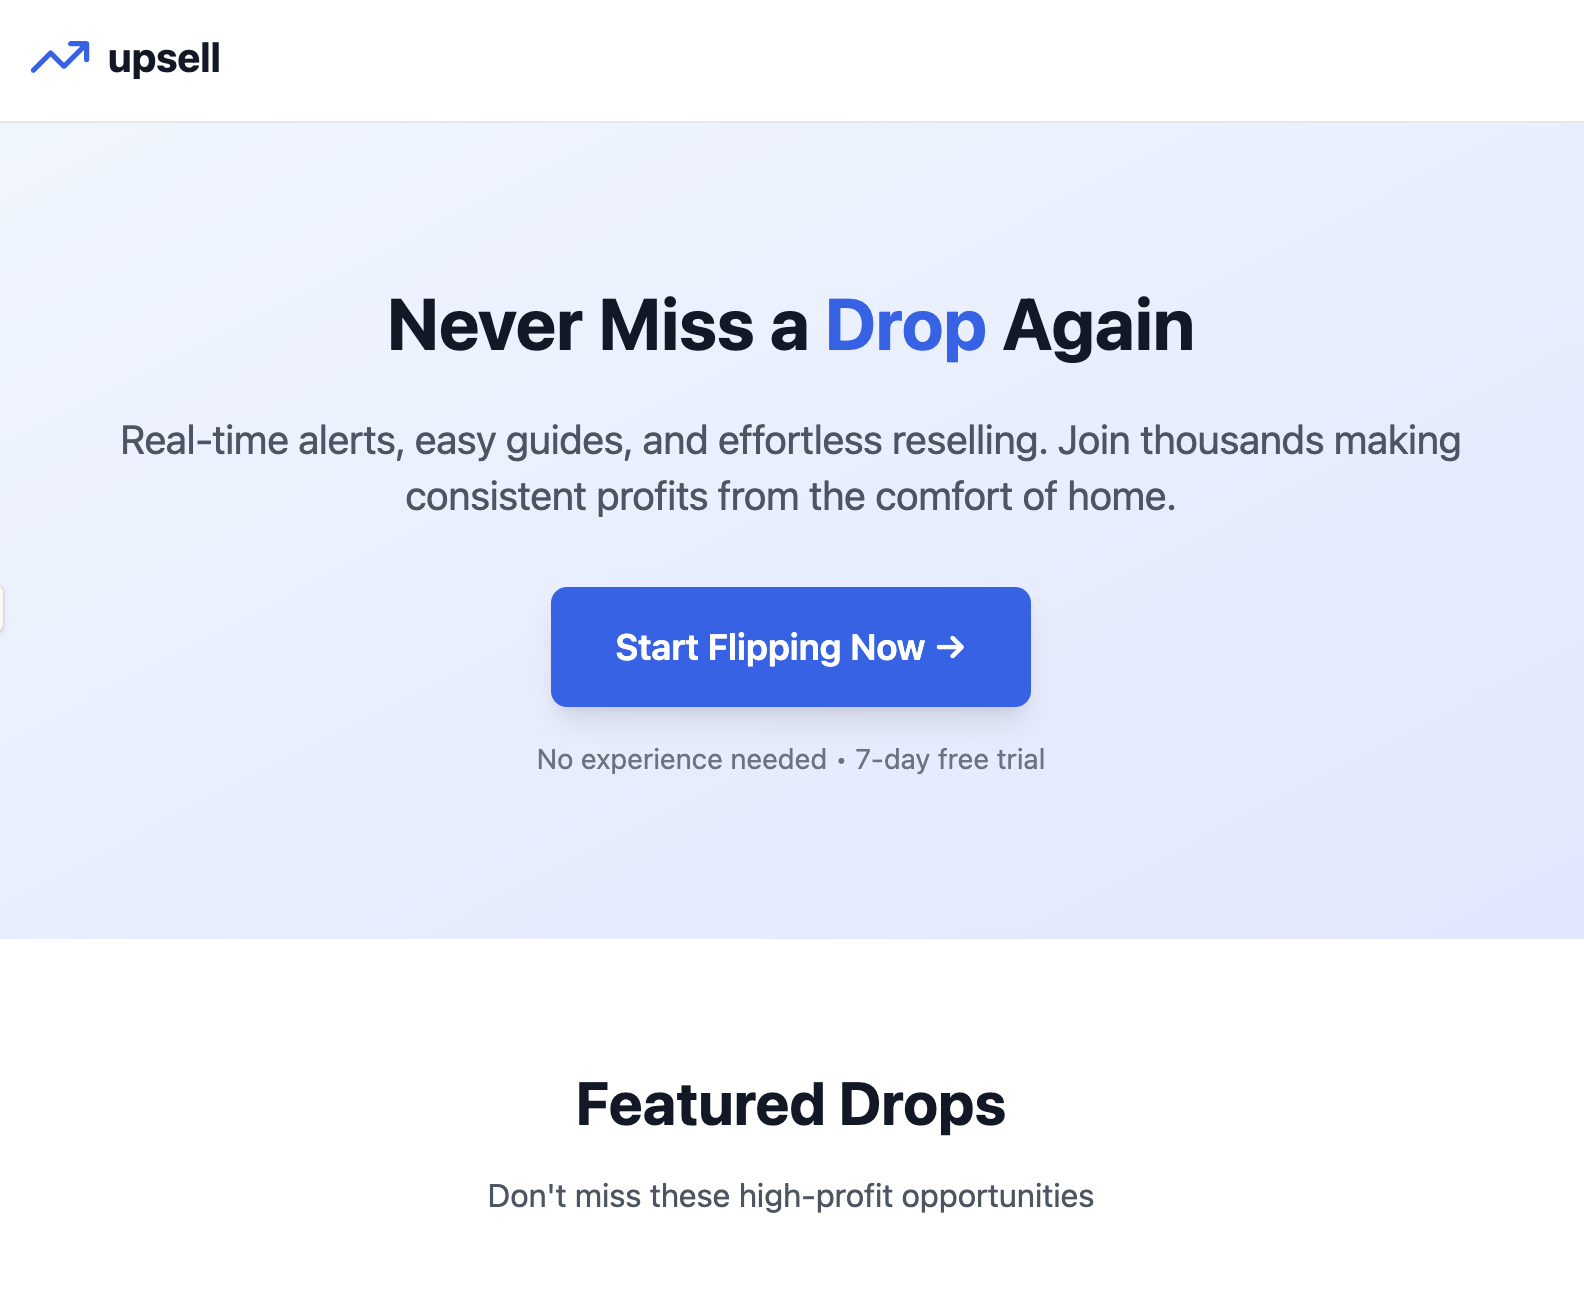 upsell
Never Miss a Drop Again
Real-time alerts, easy guides, and effortless reselling. Join thousands making
consistent profits from the comfort of home.
Start Flipping Now →
No experience needed • 7-day free trial
Featured Drops
Don't miss these high-profit opportunities